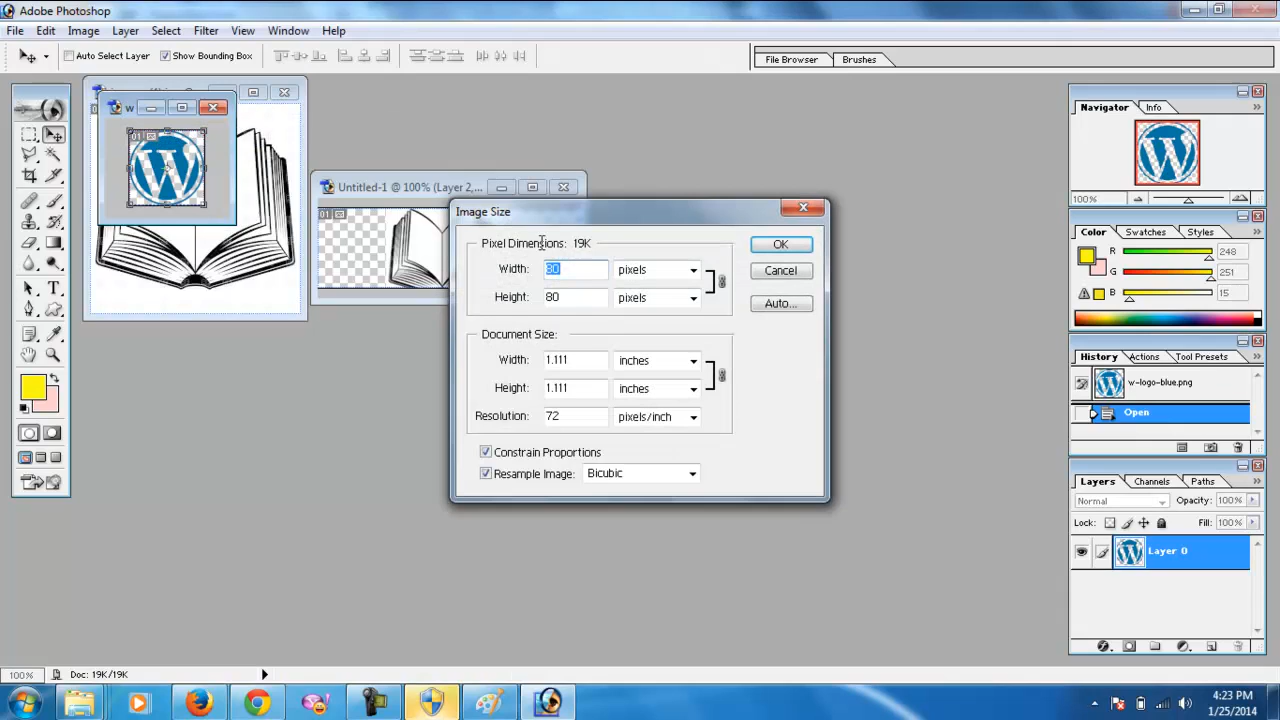 Adobe Photoshop
File Edit Image Layer Select Filter View Window Help
Auto Select Layer Show Bounding Box
File Browser Brushes
w
01
Untitled-1 @ 100% (Layer 2,...
01
Image Size
Pixel Dimensions: 19K
Width: 80 pixels
Height: 80 pixels
Document Size:
Width: 1.111 inches
Height: 1.111 inches
Resolution: 72 pixels/inch
Constrain Proportions
Resample Image: Bicubic
OK
Cancel
Auto...
Navigator Info
100%
Color Swatches Styles
R 248
G 251
B 15
History Actions Tool Presets
w-logo-blue.png
Open
Layers Channels Paths
Normal Opacity: 100%
Lock: Fill: 100%
Layer 0
100% Doc: 19K/19K
4:23 PM
1/25/2014